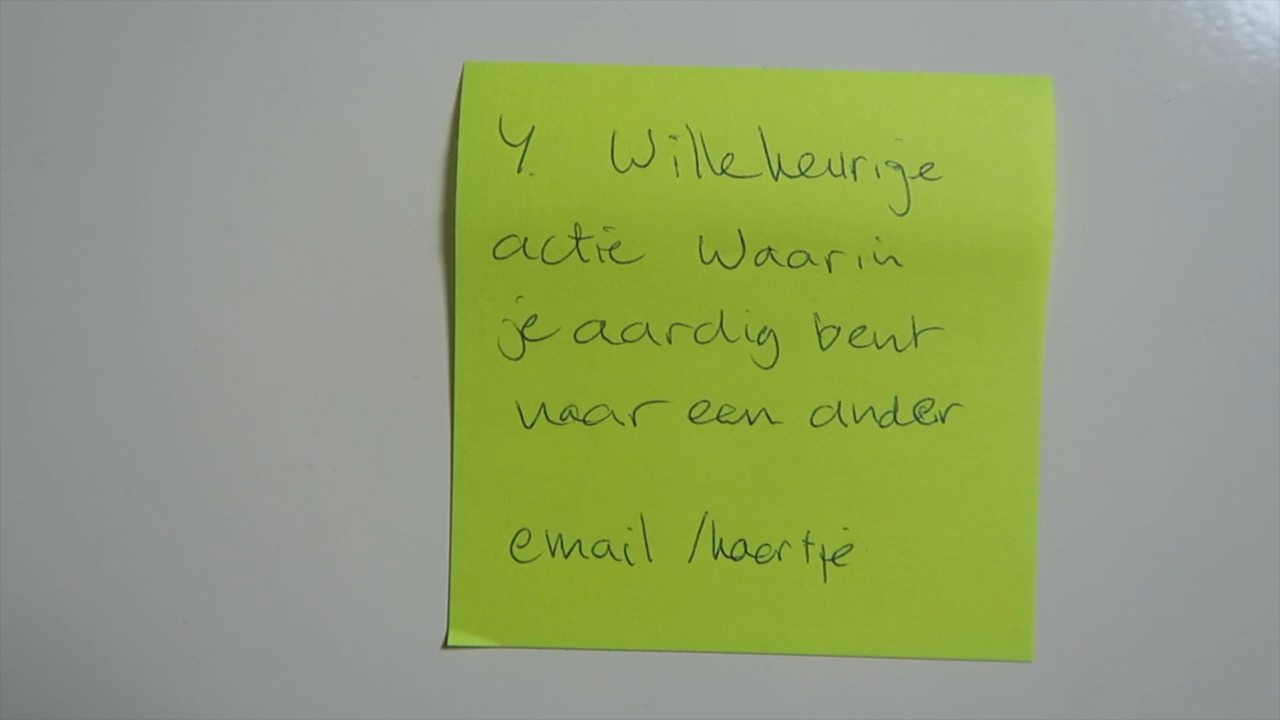 4. Willekeurige
actie waarin
je aardig bent
naar een ander
email /kaartje